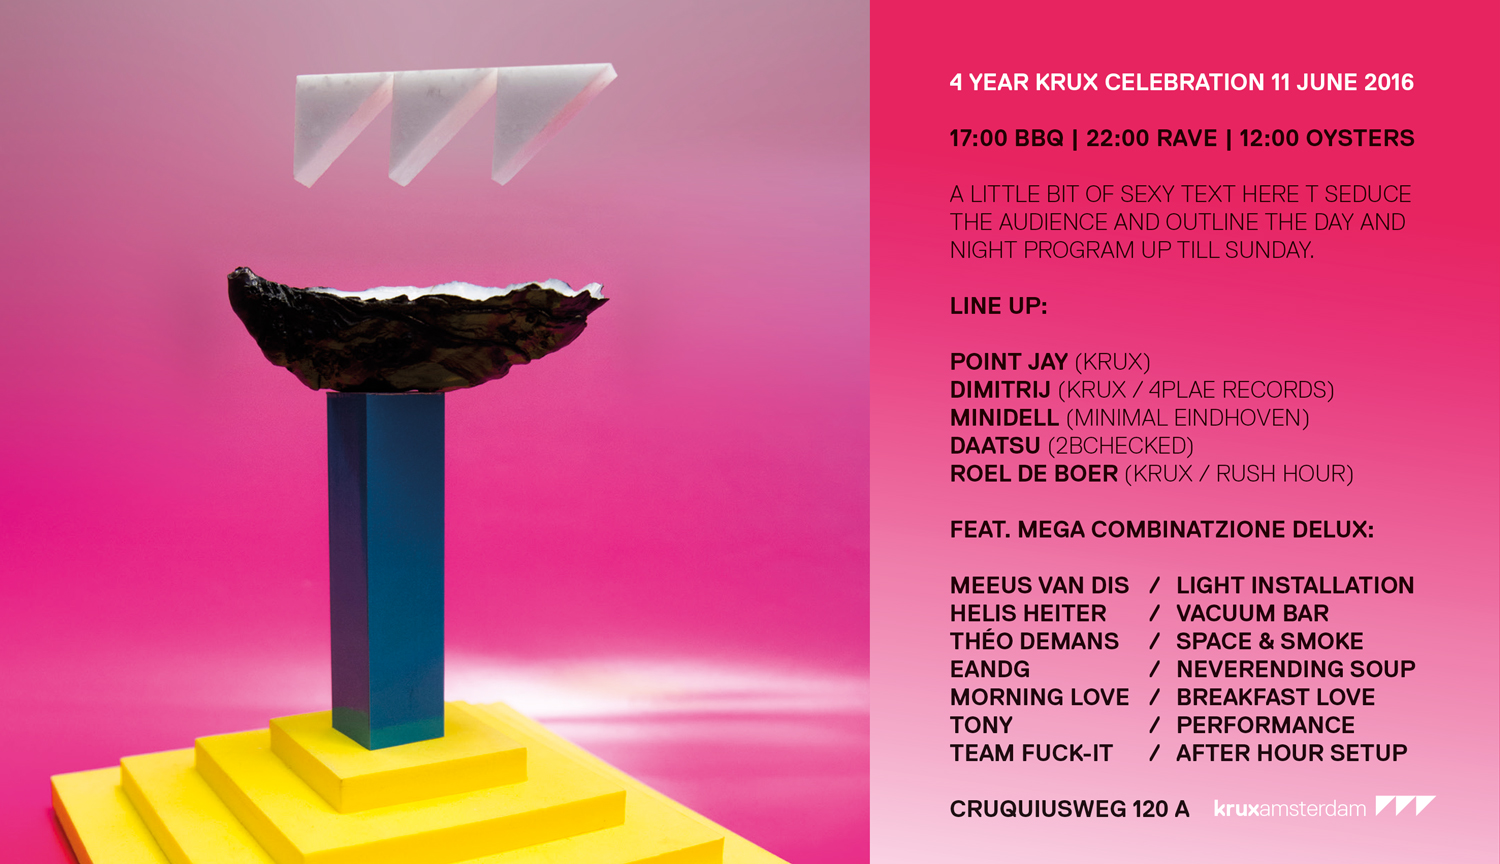 4 YEAR KRUX CELEBRATION 11 JUNE 2016
17:00 BBQ | 22:00 RAVE | 12:00 OYSTERS
A LITTLE BIT OF SEXY TEXT HERE T SEDUCE
THE AUDIENCE AND OUTLINE THE DAY AND
NIGHT PROGRAM UP TILL SUNDAY.
LINE UP:
POINT JAY (KRUX)
DIMITRIJ (KRUX / 4PLAE RECORDS)
MINIDELL (MINIMAL EINDHOVEN)
DAATSU (2BCHECKED)
ROEL DE BOER (KRUX / RUSH HOUR)
FEAT. MEGA COMBINATZIONE DELUX:
MEEUS VAN DIS / LIGHT INSTALLATION
HELIS HEITER / VACUUM BAR
THÉO DEMANS / SPACE & SMOKE
EANDG / NEVERENDING SOUP
MORNING LOVE / BREAKFAST LOVE
TONY / PERFORMANCE
TEAM FUCK-IT / AFTER HOUR SETUP
CRUQUIUSWEG 120 A kruxamsterdam